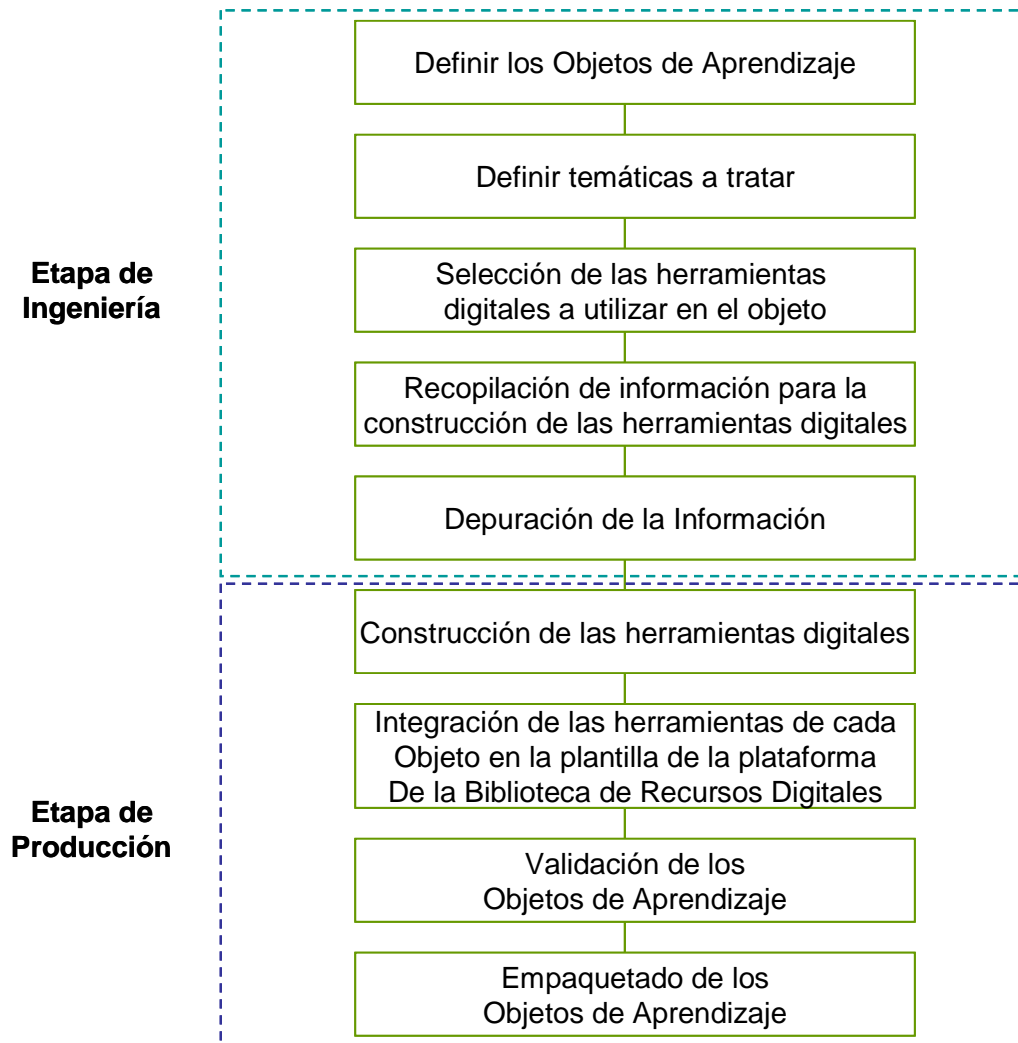 Definir los Objetos de Aprendizaje
Definir temáticas a tratar
Etapa de
Ingeniería
Selección de las herramientas
digitales a utilizar en el objeto
Recopilación de información para la
construcción de las herramientas digitales
Depuración de la Información
Construcción de las herramientas digitales
Integración de las herramientas de cada
Objeto en la plantilla de la plataforma
De la Biblioteca de Recursos Digitales
Etapa de
Producción
Validación de los
Objetos de Aprendizaje
Empaquetado de los
Objetos de Aprendizaje